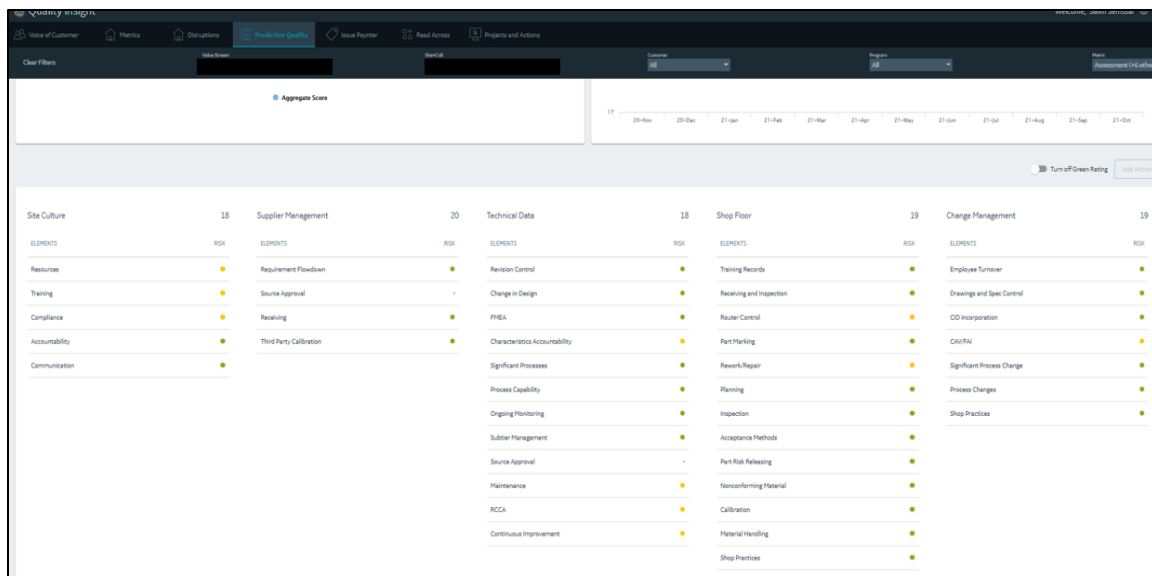 Quality Insight
Welcome, Salim Semssar
Voice of Customer
Metrics
Disruptions
Predictive Quality
Issue Paynter
Read Across
Projects and Actions
Clear Filters
Value Stream
Site+Cell
Customer
All
Program
All
Metric
Assessment (+6 othe
Aggregate Score
17
20-Nov 20-Dec 21-Jan 21-Feb 21-Mar 21-Apr 21-May 21-Jun 21-Jul 21-Aug 21-Sep 21-Oct
Turn off Green Rating
Add Action
Site Culture 18
ELEMENTS RISK
Resources
Training
Compliance
Accountability
Communication
Supplier Management 20
ELEMENTS RISK
Requirement Flowdown
Source Approval -
Receiving
Third Party Calibration
Technical Data 18
ELEMENTS RISK
Revision Control
Change in Design
FMEA
Characteristics Accountability
Significant Processes
Process Capability
Ongoing Monitoring
Subtier Management
Source Approval -
Maintenance
RCCA
Continuous Improvement
Shop Floor 19
ELEMENTS RISK
Training Records
Receiving and Inspection
Router Control
Part Marking
Rework/Repair
Planning
Inspection
Acceptance Methods
Part Risk Releasing
Nonconforming Material
Calibration
Material Handling
Shop Practices
Change Management 19
ELEMENTS RISK
Employee Turnover
Drawings and Spec Control
CID incorporation
CAV/FAI
Significant Process Change
Process Changes
Shop Practices